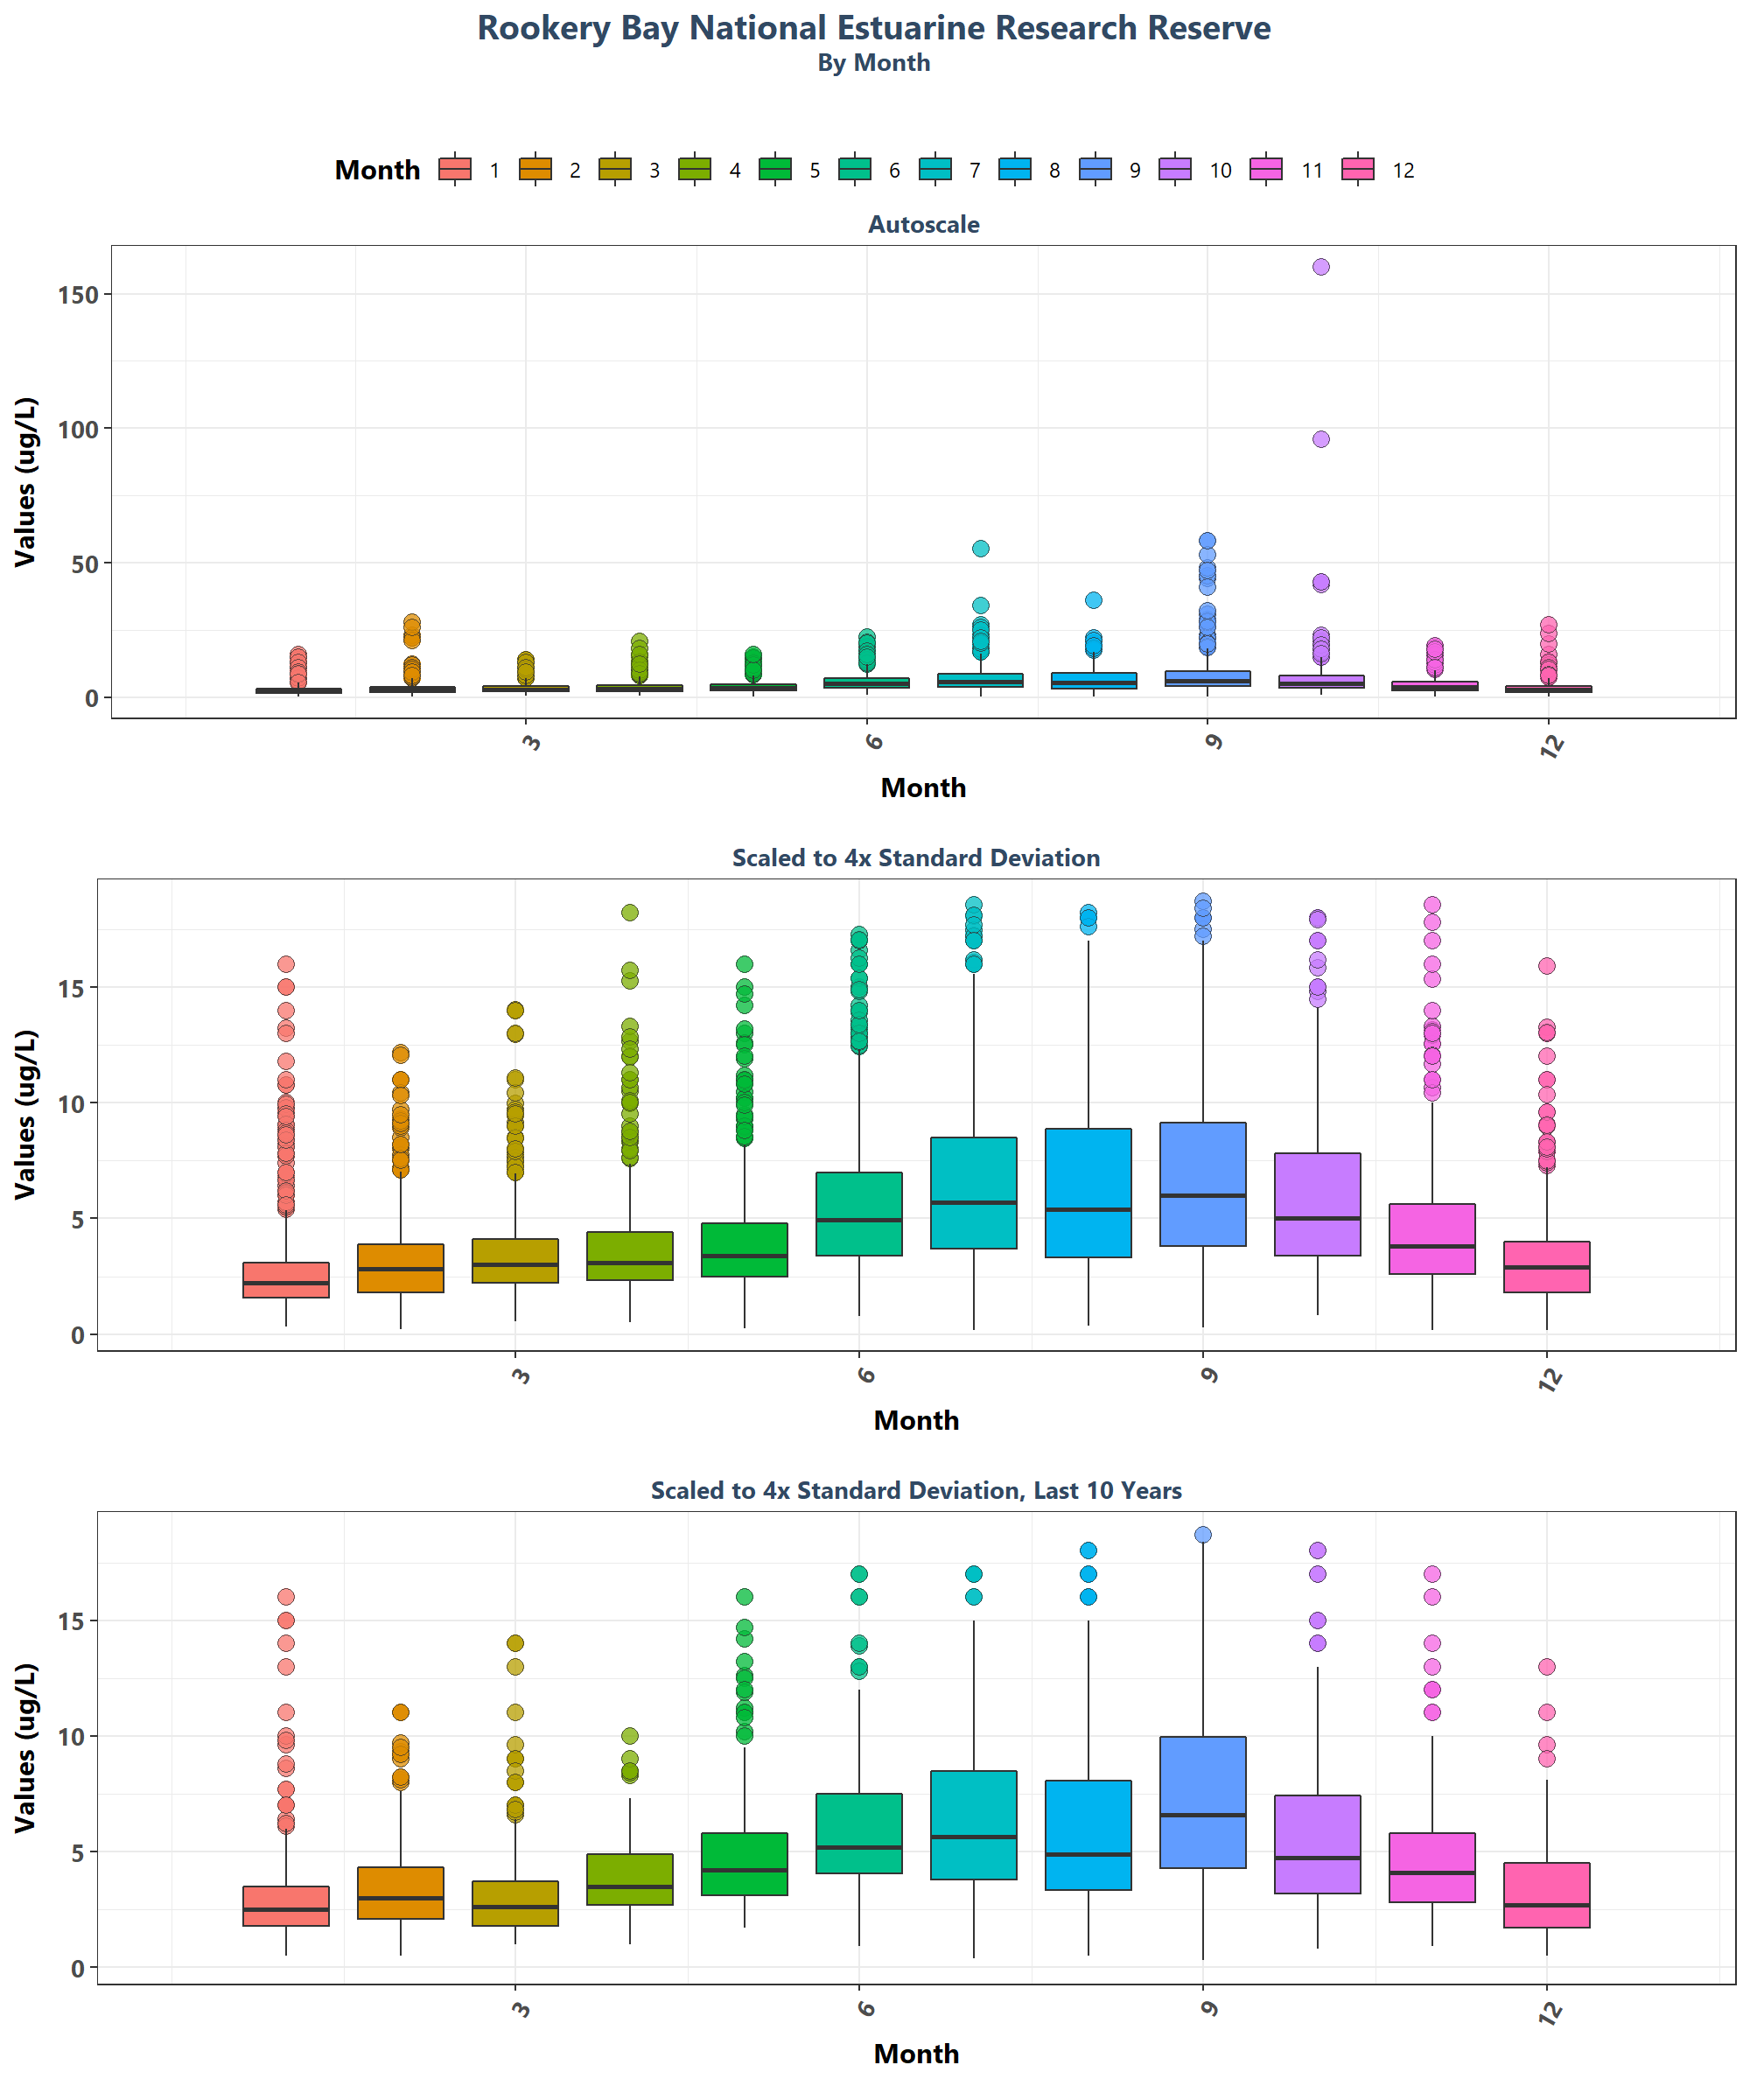 Rookery Bay National Estuarine Research Reserve
By Month
Month 1 2 3 4 5 6 7 8 9 10 11 12
Autoscale
Values (ug/L)
150
100
50
0
3 6 9 12
Month
Scaled to 4x Standard Deviation
Values (ug/L)
15
10
5
0
3 6 9 12
Month
Scaled to 4x Standard Deviation, Last 10 Years
Values (ug/L)
15
10
5
0
3 6 9 12
Month